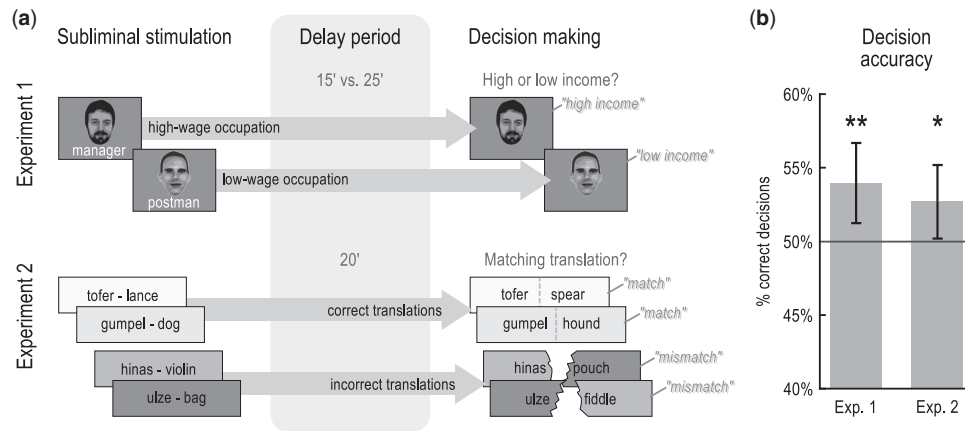 (a)
Subliminal stimulation
Delay period
Decision making
Experiment 1
15' vs. 25'
High or low income?
manager
high-wage occupation
"high income"
postman
low-wage occupation
"low income"
Experiment 2
20'
Matching translation?
tofer - lance
gumpel - dog
correct translations
tofer spear
"match"
gumpel hound
"match"
hinas - violin
ulze - bag
incorrect translations
hinas pouch
"mismatch"
ulze fiddle
"mismatch"
(b)
Decision
accuracy
% correct decisions
60%
55%
50%
45%
40%
**
*
Exp. 1
Exp. 2